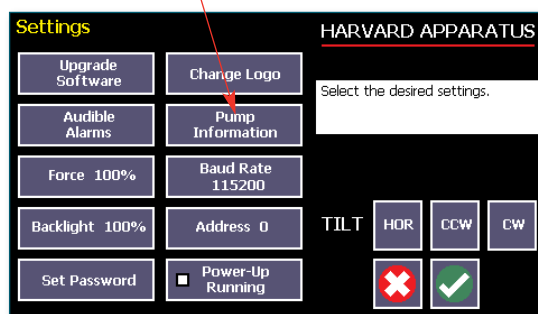 Settings
HARVARD APPARATUS
Upgrade
Software
Change Logo
Select the desired settings.
Audible
Alarms
Pump
Information
Force 100%
Baud Rate
115200
Backlight 100%
Address 0
TILT
HOR
CCW
CW
Set Password
Power-Up
Running